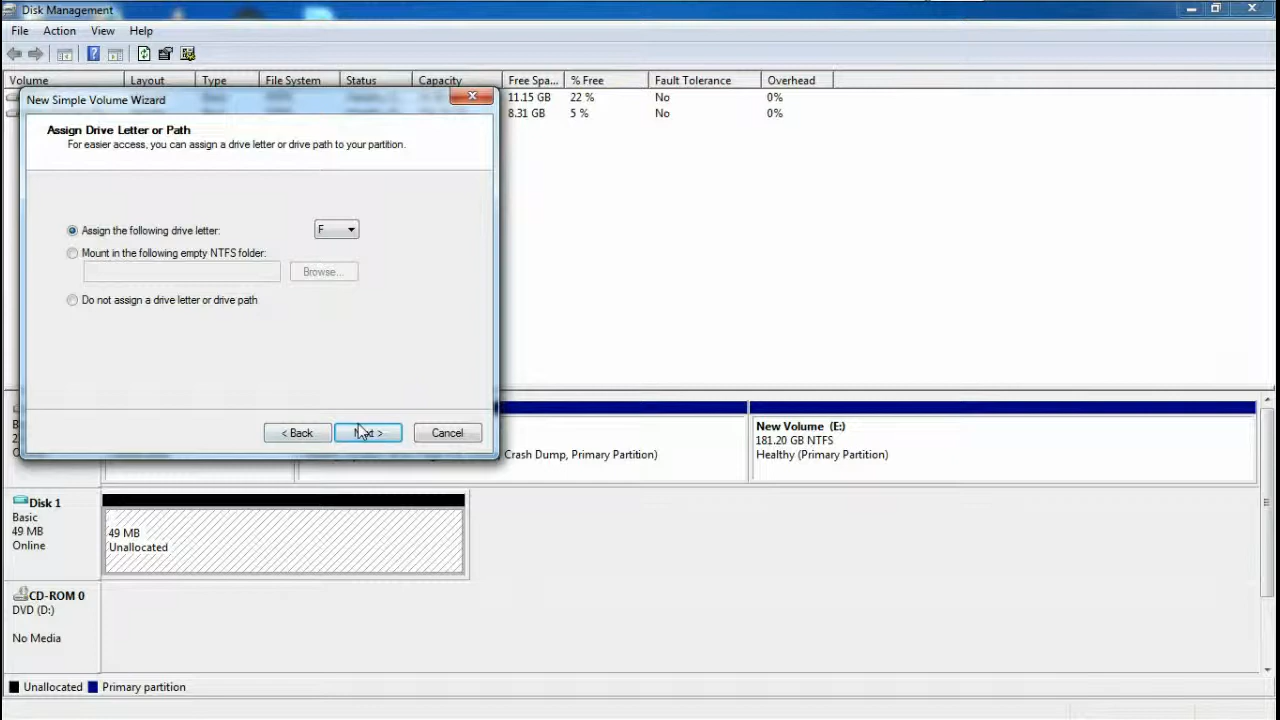 Disk Management
File Action View Help
Volume Layout Type File System Status Capacity Free Spa... % Free Fault Tolerance Overhead
11.15 GB 22 % No 0%
8.31 GB 5 % No 0%
New Simple Volume Wizard
Assign Drive Letter or Path
For easier access, you can assign a drive letter or drive path to your partition.
Assign the following drive letter: F
Mount in the following empty NTFS folder:
Browse...
Do not assign a drive letter or drive path
< Back >
Cancel
New Volume (E:)
181.20 GB NTFS
Crash Dump, Primary Partition)
Healthy (Primary Partition)
Disk 1
Basic
49 MB
Online
49 MB
Unallocated
CD-ROM 0
DVD (D:)
No Media
Unallocated Primary partition